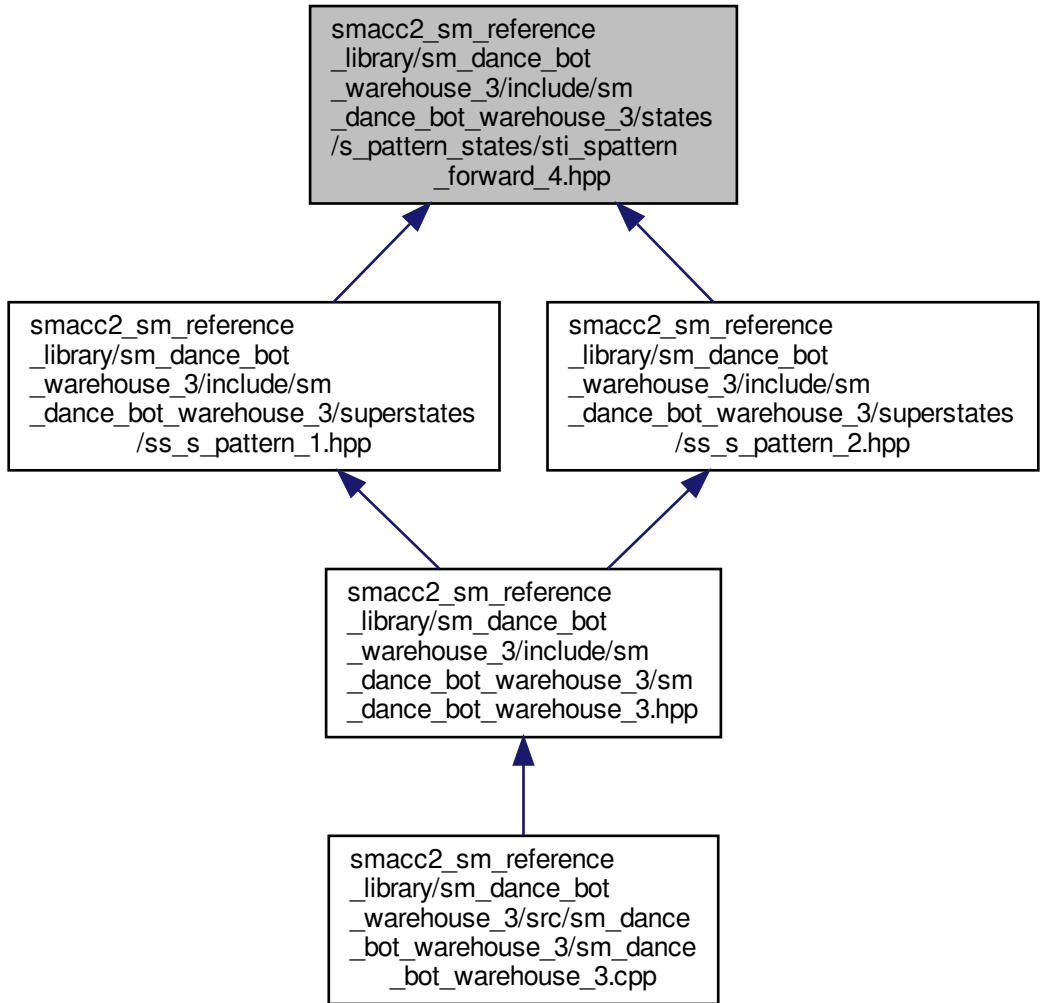 smacc2_sm_reference
_library/sm_dance_bot
_warehouse_3/include/sm
_dance_bot_warehouse_3/states
/s_pattern_states/sti_spattern
_forward_4.hpp
smacc2_sm_reference
_library/sm_dance_bot
_warehouse_3/include/sm
_dance_bot_warehouse_3/superstates
/ss_s_pattern_1.hpp
smacc2_sm_reference
_library/sm_dance_bot
_warehouse_3/include/sm
_dance_bot_warehouse_3/superstates
/ss_s_pattern_2.hpp
smacc2_sm_reference
_library/sm_dance_bot
_warehouse_3/include/sm
_dance_bot_warehouse_3/sm
_dance_bot_warehouse_3.hpp
smacc2_sm_reference
_library/sm_dance_bot
_warehouse_3/src/sm_dance
_bot_warehouse_3/sm_dance
_bot_warehouse_3.cpp